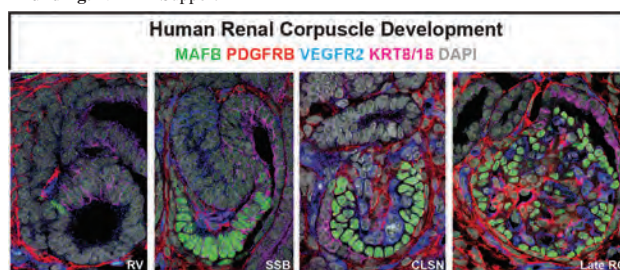 Human Renal Corpuscle Development
MAFB PDGFRB VEGFR2 KRT8/18 DAPI
RV
SSB
CLSN
Late RC